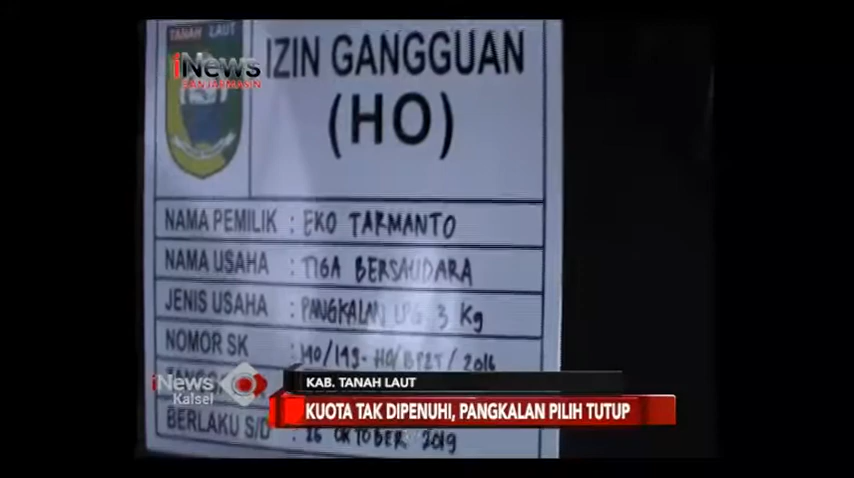 TANAH LAUT
iNews
BANJARMASIN
IZIN GANGGUAN
(HO)
NAMA PEMILIK : EKO TARMANTO
NAMA USAHA : TIGA BERSAUDARA
JENIS USAHA : PANGKALAN LPG 3 Kg
NOMOR SK : 140/149-HO/BP2T/2016
BERLAKU S/D : 26 OKTOBER 2019
iNews
Kalsel
KAB. TANAH LAUT
KUOTA TAK DIPENUHI, PANGKALAN PILIH TUTUP